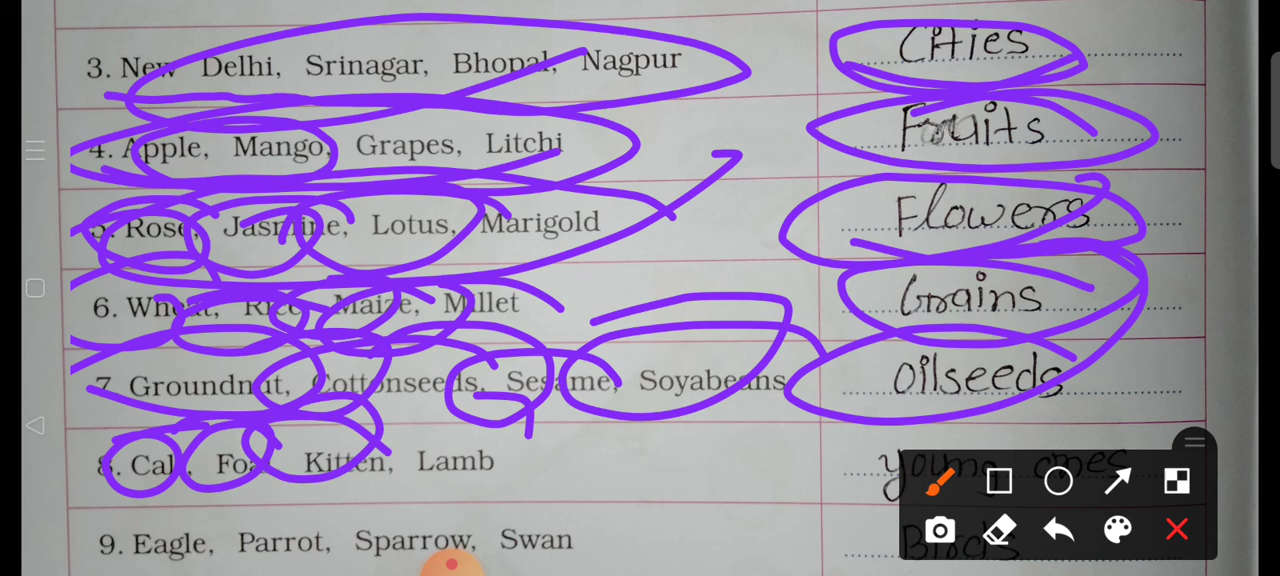 3. New Delhi, Srinagar, Bhopal, Nagpur Cities
4. Apple, Mango, Grapes, Litchi Fruits
5. Rose, Jasmine, Lotus, Marigold Flowers
6. Wheat, Rice, Maize, Millet Grains
7. Groundnut, Cottonseeds, Sesame, Soyabeans Oilseeds
8. Calf, Foal, Kitten, Lamb young ones
9. Eagle, Parrot, Sparrow, Swan Birds